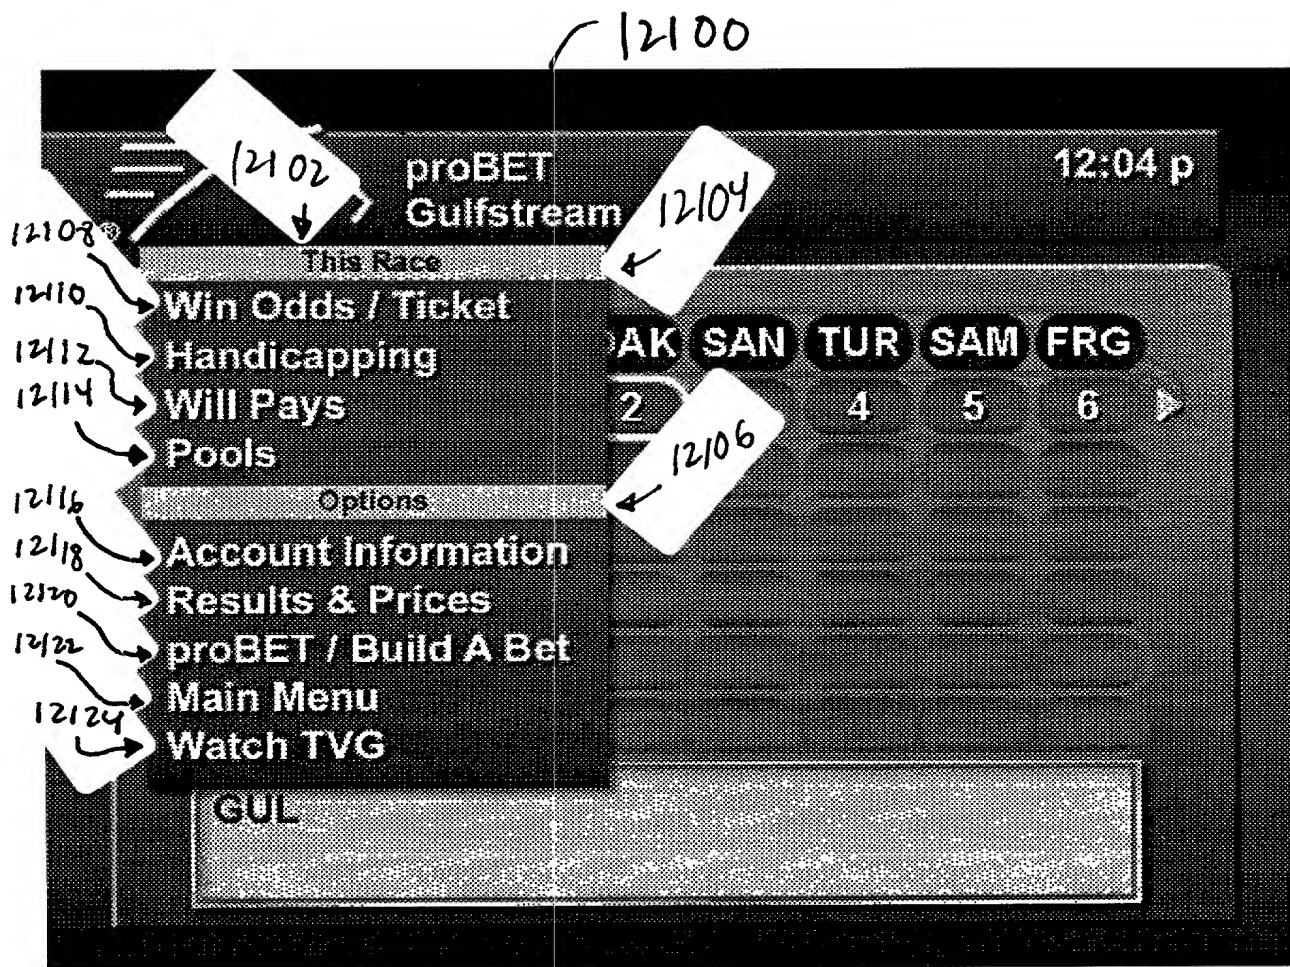 12100
12102
proBET
12:04 p
Gulfstream
12104
12108
This Race
12110
Win Odds / Ticket
12112
Handicapping
AK SAN TUR SAM FRG
12114
Will Pays
2 4 5 6
Pools
12106
12116
Options
12118
Account Information
12120
Results & Prices
12122
proBET / Build A Bet
12124
Main Menu
Watch TVG
GUL